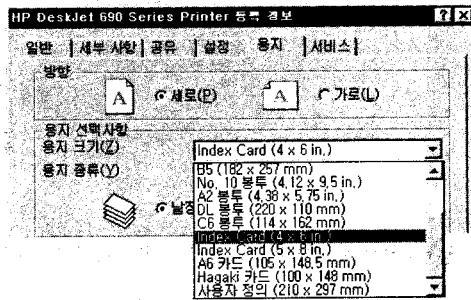 HP DeskJet 690 Series Printer 등록 정보
일반 세부 사항 공유 설정 용지 서비스
방향
A 세로(P) A 가로(L)
용지 선택사항
용지 크기(Z) Index Card (4 x 6 in.)
용지 종류(Y)
B5 (182 x 257 mm)
No. 10 봉투 (4.12 x 9.5 in.)
A2 봉투 (4.38 x 5.75 in.)
DL 봉투 (220 x 110 mm)
C6 봉투 (114 x 162 mm)
Index Card (4 x 6 in.)
Index Card (5 x 8 in.)
A6 카드 (105 x 148.5 mm)
Hagaki 카드 (100 x 148 mm)
사용자 정의 (210 x 297 mm)
낱장